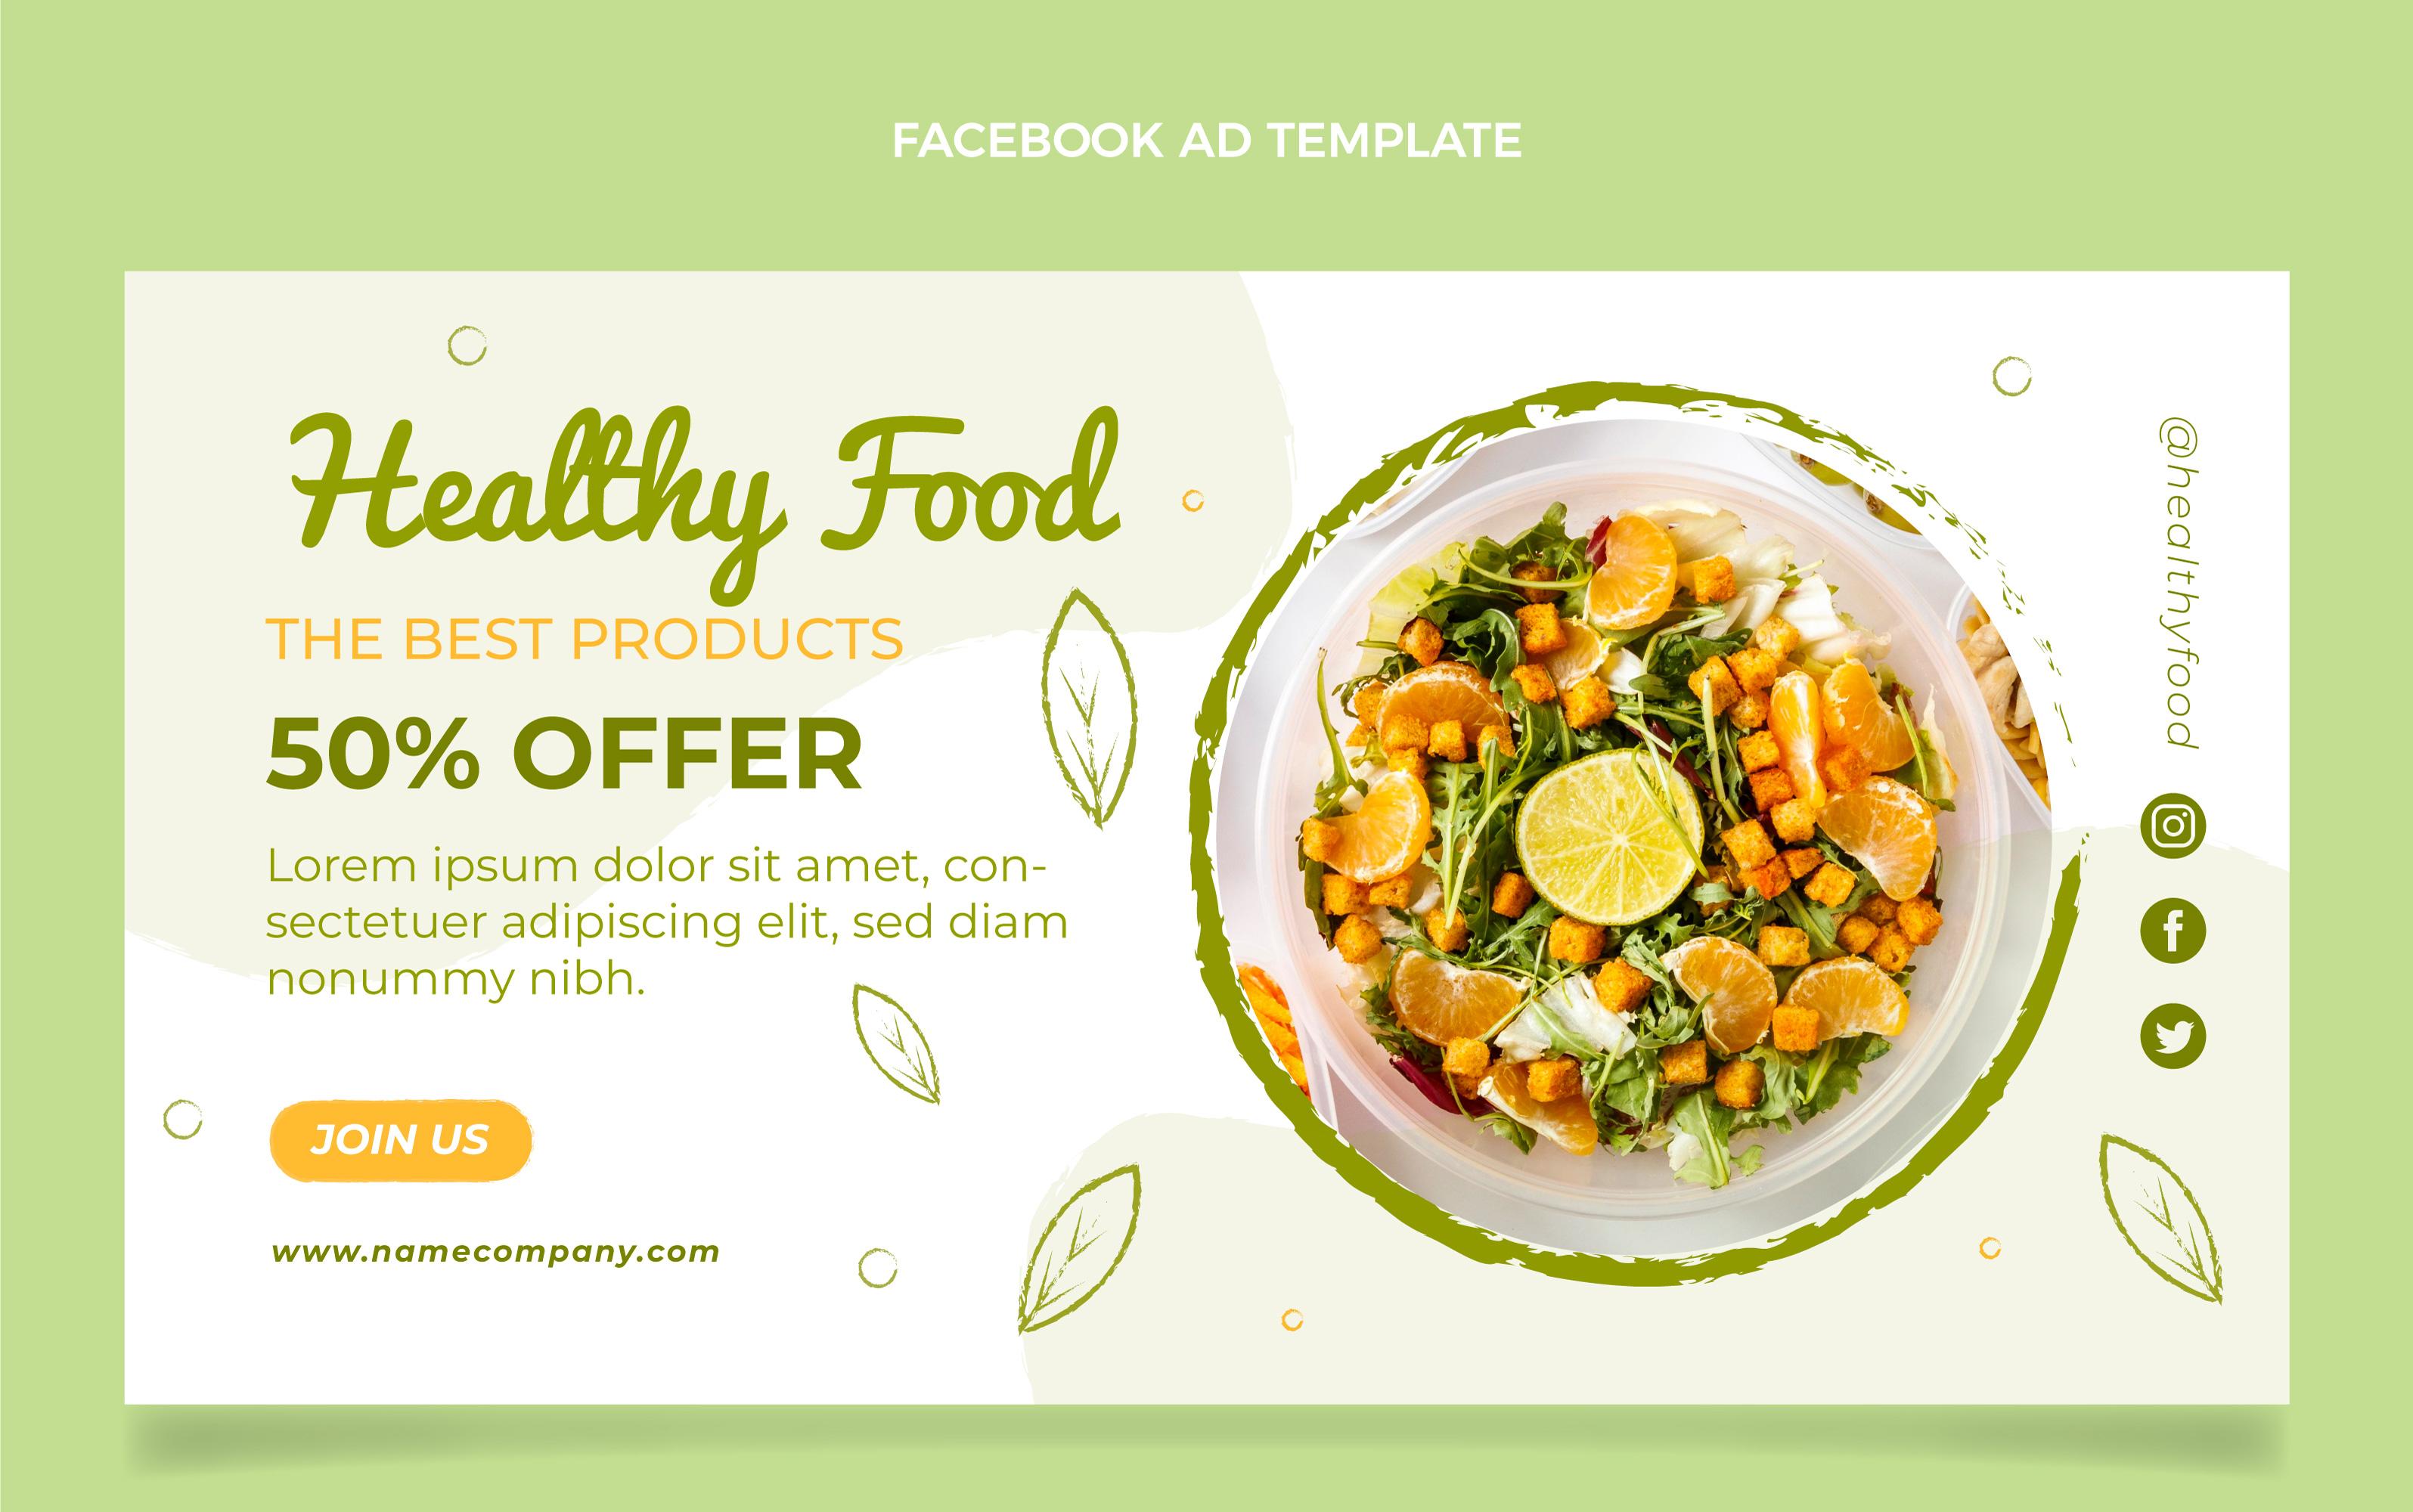 FACEBOOK AD TEMPLATE
Healthy Food
THE BEST PRODUCTS
50% OFFER
Lorem ipsum dolor sit amet, con-
sectetuer adipiscing elit, sed diam
nonummy nibh.
JOIN US
www.namecompany.com
@healthyfood